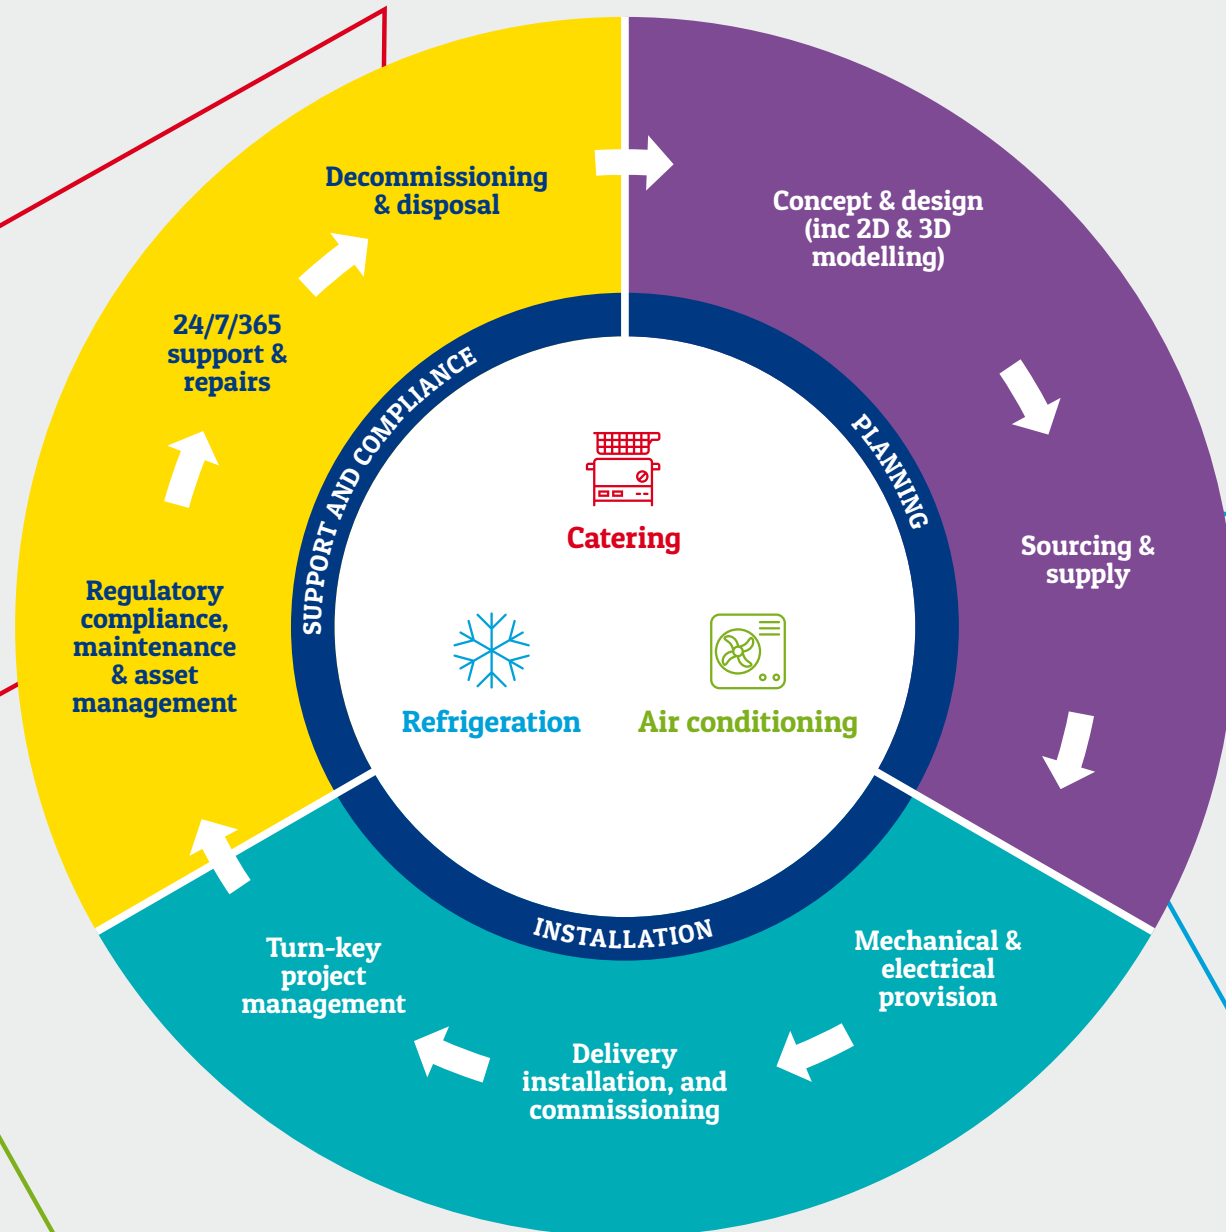 Decommissioning
& disposal
Concept & design
(inc 2D & 3D
modelling)
24/7/365
support &
repairs
SUPPORT AND COMPLIANCE
PLANNING
Catering
Sourcing &
supply
Regulatory
compliance,
maintenance
& asset
management
Refrigeration
Air conditioning
INSTALLATION
Turn-key
project
management
Mechanical &
electrical
provision
Delivery
installation, and
commissioning